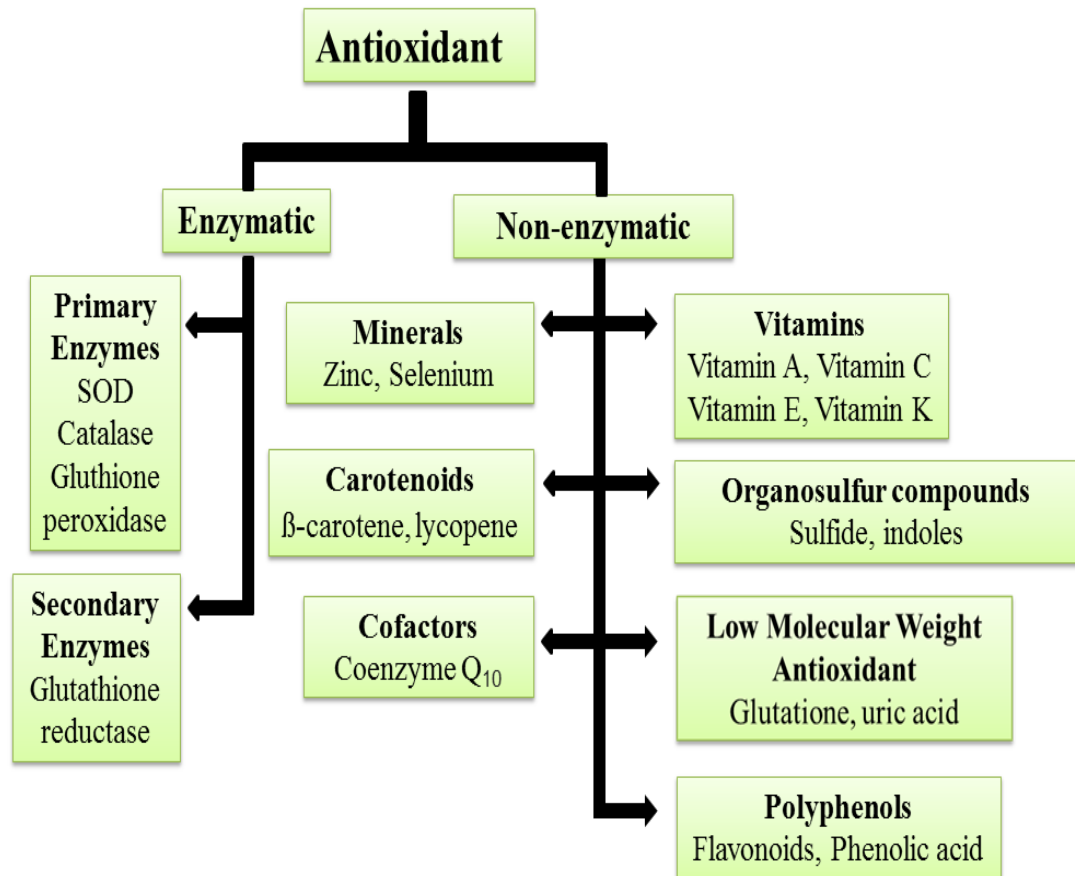 Antioxidant
Enzymatic
Non-enzymatic
Primary
Enzymes
SOD
Catalase
Gluthione
peroxidase
Secondary
Enzymes
Glutathione
reductase
Minerals
Zinc, Selenium
Vitamins
Vitamin A, Vitamin C
Vitamin E, Vitamin K
Carotenoids
ß-carotene, lycopene
Organosulfur compounds
Sulfide, indoles
Cofactors
Coenzyme Q₁₀
Low Molecular Weight
Antioxidant
Glutatione, uric acid
Polyphenols
Flavonoids, Phenolic acid